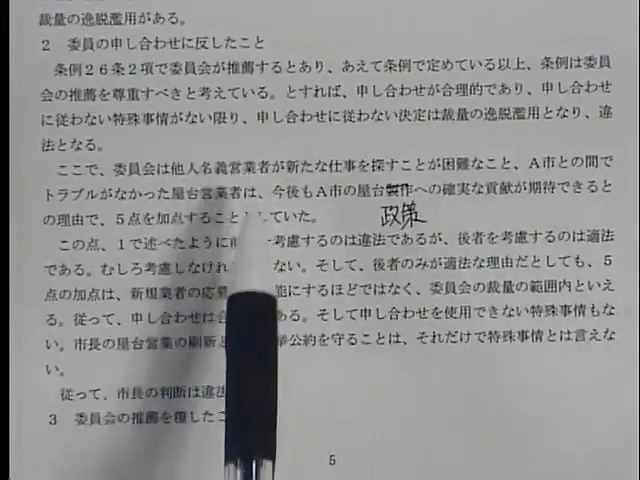 裁量の逸脱濫用がある。
2 委員の申し合わせに反したこと
条例26条2項で委員会が推薦するとあり、あえて条例で定めている以上、条例は委員
会の推薦を尊重すべきと考えている。とすれば、申し合わせが合理的であり、申し合わせ
に従わない特殊事情がない限り、申し合わせに従わない決定は裁量の逸脱濫用となり、違
法となる。
ここで、委員会は他人名義営業者が新たな仕事を探すことが困難なこと、A市との間で
トラブルがなかった屋台営業者は、今後もA市の屋台製作への確実な貢献が期待できると
政策
の理由で、5点を加点すること していた。
この点、1で述べたように 考慮するのは違法であるが、後者を考慮するのは適法
である。むしろ考慮しなけれ ない。そして、後者のみが適法な理由だとしても、5
点の加点は、新規業者の応募 能にするほどではなく、委員会の裁量の範囲内といえ
る。従って、申し合わせは合 ある。そして申し合わせを使用できない特殊事情もな
い。市長の屋台営業の刷新と 挙公約を守ることは、それだけで特殊事情とは言えな
い。
従って、市長の判断は違法
3 委員会の推薦を覆したこ
5